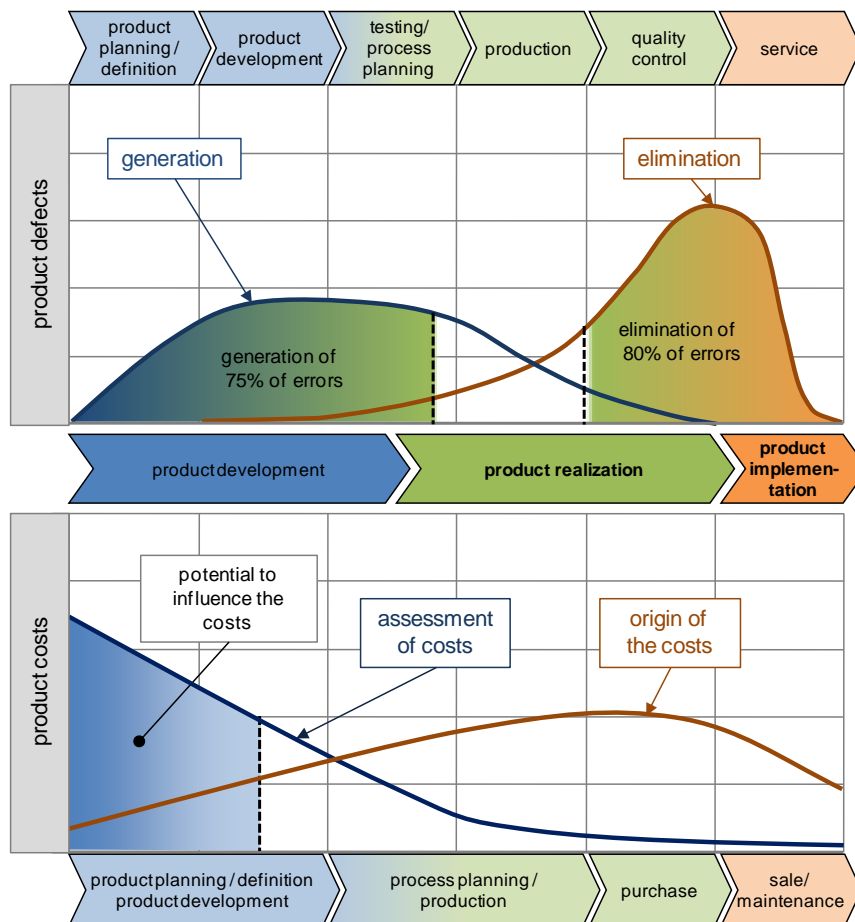 product
planning /
definition
product
development
testing/
process
planning
production
quality
control
service
product defects
generation
elimination
generation of
75% of errors
elimination of
80% of errors
product development
product realization
product
implemen-
tation
product costs
potential to
influence the
costs
assessment
of costs
origin of
the costs
product planning / definition
product development
process planning /
production
purchase
sale/
maintenance